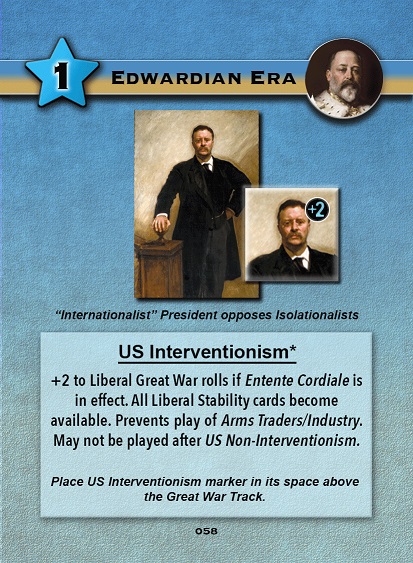 1
EDWARDIAN ERA
+2
“Internationalist” President opposes Isolationalists
US Interventionism*
+2 to Liberal Great War rolls if Entente Cordiale is
in effect. All Liberal Stability cards become
available. Prevents play of Arms Traders/Industry.
May not be played after US Non-Interventionism.
Place US Interventionism marker in its space above
the Great War Track.
058